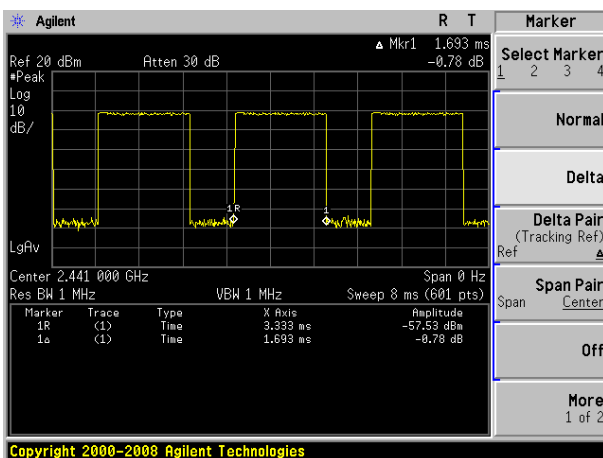 Agilent R T
Δ Mkr1 1.693 ms
Ref 20 dBm Atten 30 dB -0.78 dB
#Peak
Log
10
dB/
1R
1
LgAv
Center 2.441 000 GHz Span 0 Hz
Res BW 1 MHz VBW 1 MHz Sweep 8 ms (601 pts)
Marker Trace Type X Axis Amplitude
1R (1) Time 3.333 ms -57.53 dBm
1Δ (1) Time 1.693 ms -0.78 dB
Copyright 2000-2008 Agilent Technologies
Marker
Select Marker
1 2 3 4
Normal
Delta
Delta Pair
(Tracking Ref)
Ref Δ
Span Pair
Span Center
Off
More
1 of 2